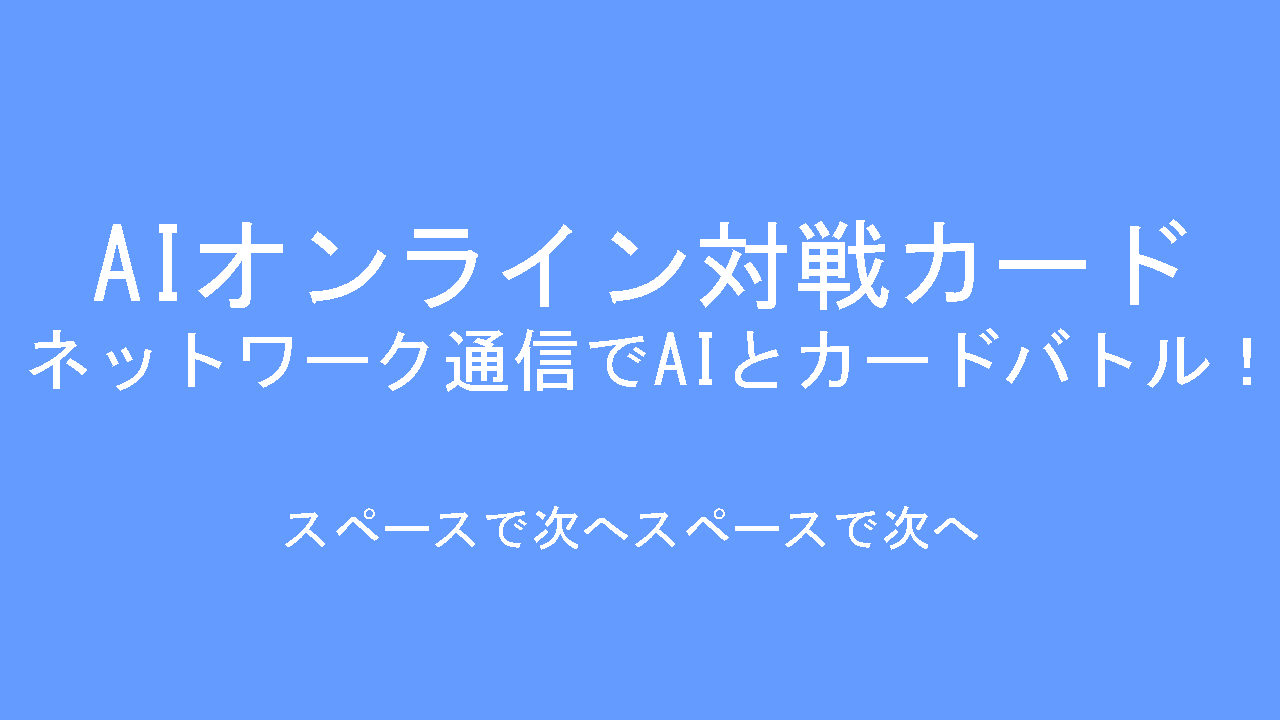 AIオンライン対戦カード
ネットワーク通信でAIとカードバトル！
スペースで次へスペースで次へ